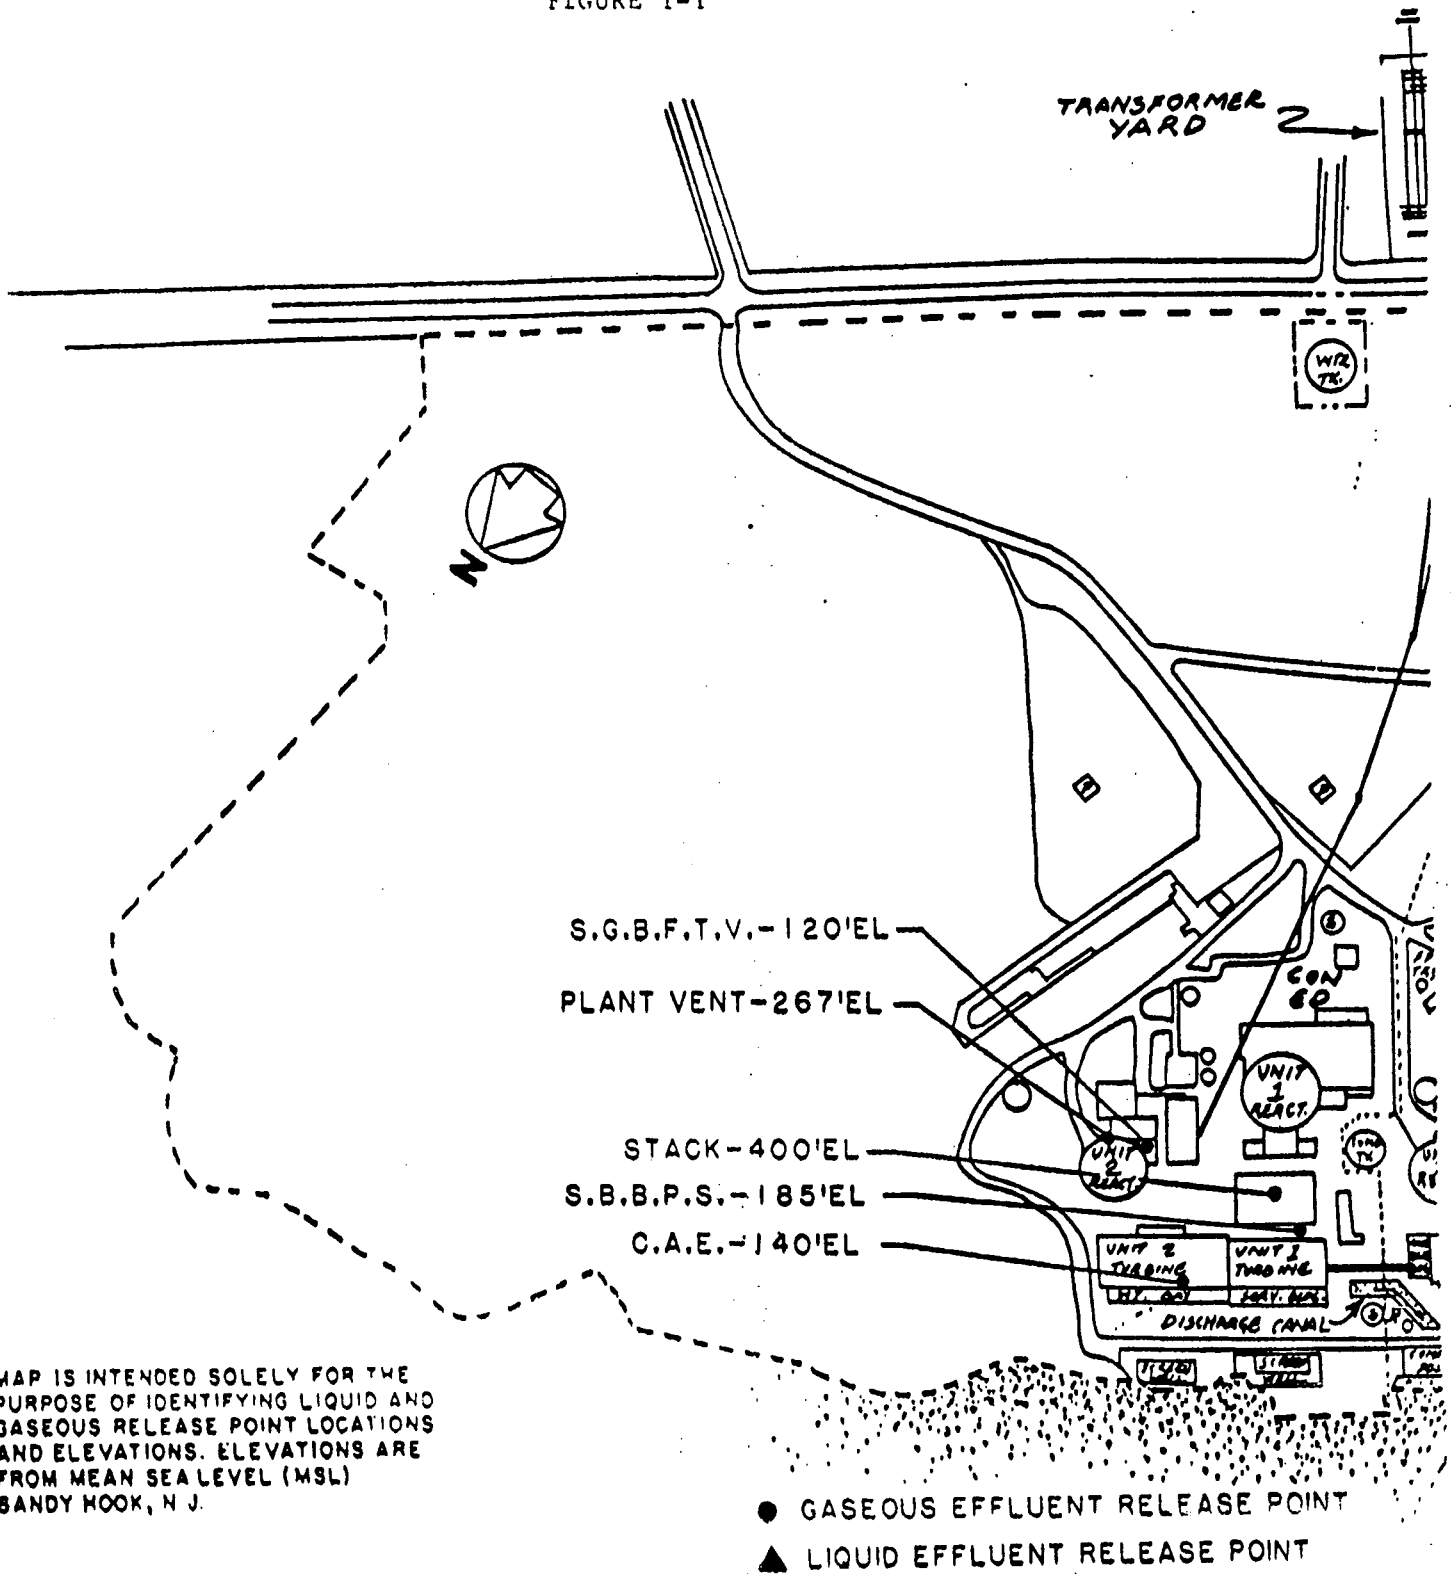 FIGURE 1-1
TRANSFORMER
YARD
WTR
TK.
N
S.G.B.F.T.V.-120'EL
PLANT VENT-267'EL
CON
ED
UNIT
1
REACT.
STACK-400'EL
UNIT
2
REACT.
S.B.B.P.S.-185'EL
C.A.E.-140'EL
UNIT 2
TURBINE
UNIT 1
TURBINE
HT. BAY
DISCHARGE CANAL
MAP IS INTENDED SOLELY FOR THE
PURPOSE OF IDENTIFYING LIQUID AND
GASEOUS RELEASE POINT LOCATIONS
AND ELEVATIONS. ELEVATIONS ARE
FROM MEAN SEA LEVEL (MSL)
SANDY HOOK, N J.
GASEOUS EFFLUENT RELEASE POINT
LIQUID EFFLUENT RELEASE POINT